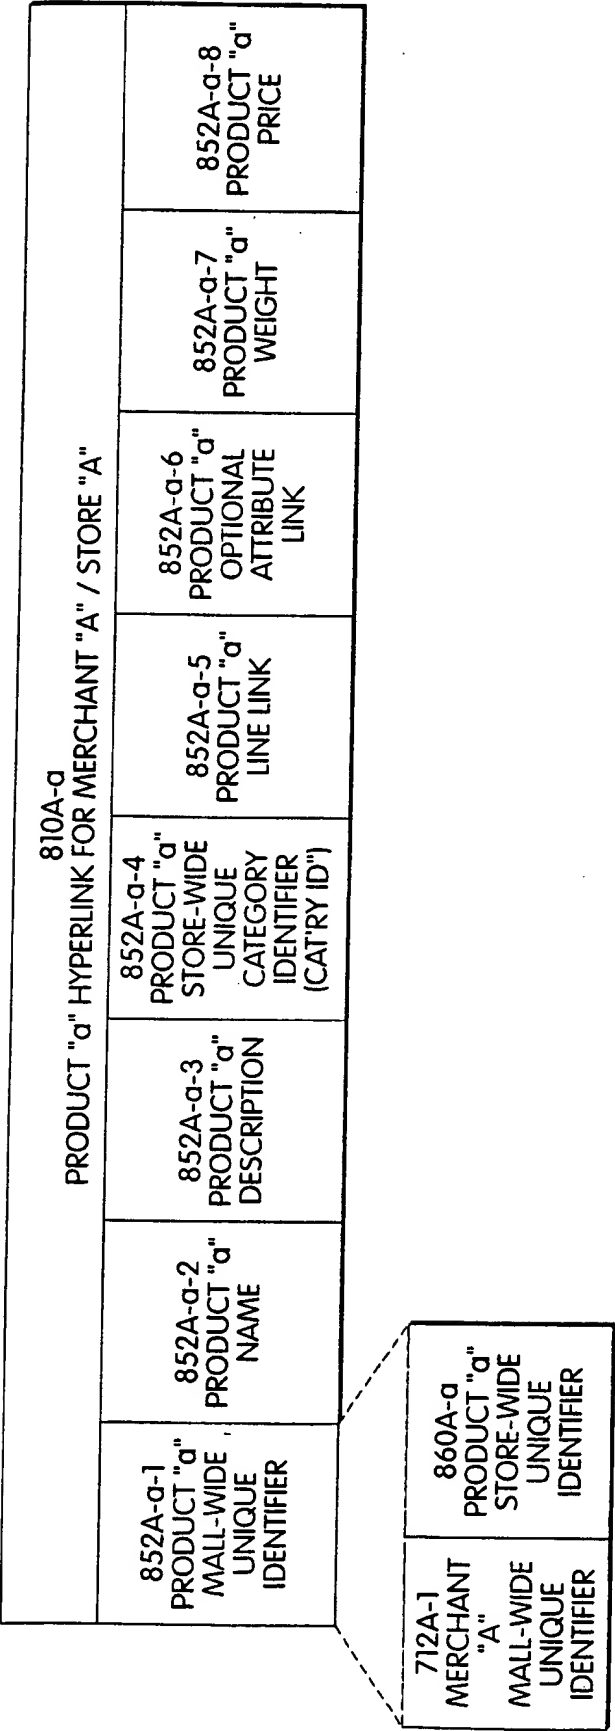 810A-a
PRODUCT "a" HYPERLINK FOR MERCHANT "A" / STORE "A"
852A-a-1
PRODUCT "a"
MALL-WIDE
UNIQUE
IDENTIFIER
852A-a-2
PRODUCT "a"
NAME
852A-a-3
PRODUCT "a"
DESCRIPTION
852A-a-4
PRODUCT "a"
STORE-WIDE
UNIQUE
CATEGORY
IDENTIFIER
(CAT'RY ID")
852A-a-5
PRODUCT "a"
LINE LINK
852A-a-6
PRODUCT "a"
OPTIONAL
ATTRIBUTE
LINK
852A-a-7
PRODUCT "a"
WEIGHT
852A-a-8
PRODUCT "a"
PRICE
712A-1
MERCHANT
"A"
MALL-WIDE
UNIQUE
IDENTIFIER
860A-a
PRODUCT "a"
STORE-WIDE
UNIQUE
IDENTIFIER